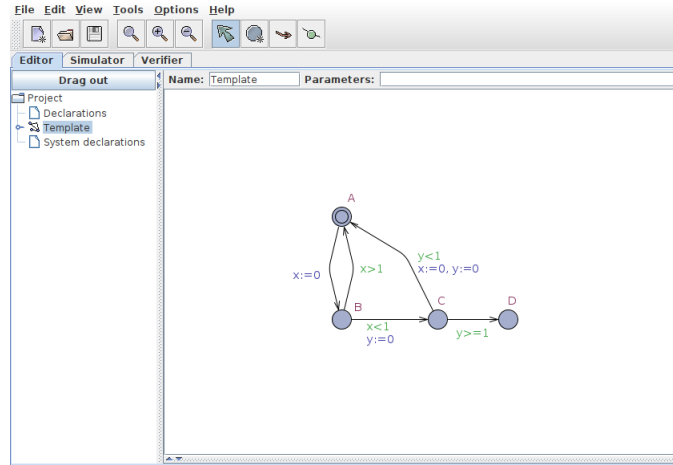 File Edit View Tools Options Help
Editor Simulator Verifier
Drag out
Name: Template Parameters:
Project
Declarations
Template
System declarations
A
x:=0
x>1
y<1
x:=0, y:=0
B
C
D
x<1
y:=0
y>=1